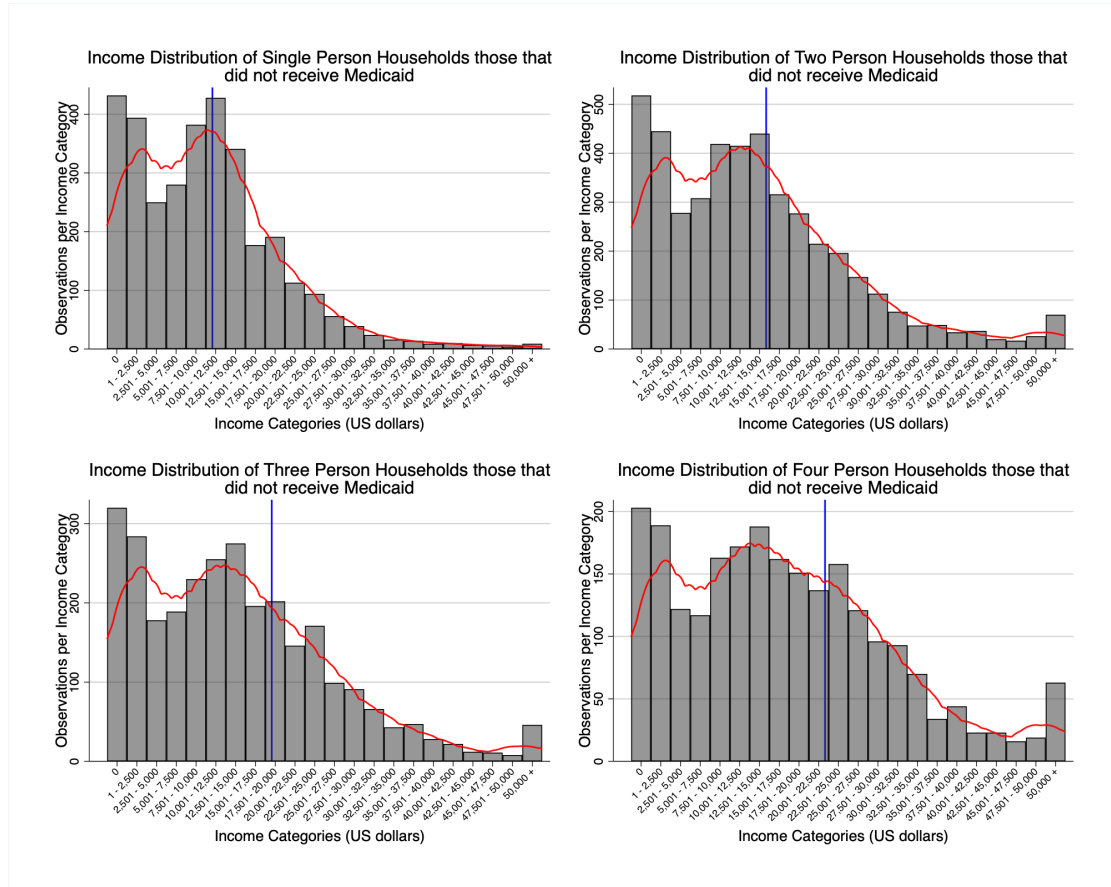 Income Distribution of Single Person Households those that
did not receive Medicaid
Observations per Income Category
400
300
200
100
0
0
1 - 2,500
2,501 - 5,000
5,001 - 7,500
7,501 - 10,000
10,001 - 12,500
12,501 - 15,000
15,001 - 17,500
17,501 - 20,000
20,000 - 22,500
22,501 - 25,000
25,001 - 27,500
27,501 - 30,000
30,001 - 32,500
32,501 - 35,000
35,001 - 37,500
37,501 - 40,000
40,001 - 42,500
42,501 - 45,000
45,000 - 47,500
47,501 - 50,000
50,000 +
Income Categories (US dollars)
Income Distribution of Two Person Households those that
did not receive Medicaid
Observations per Income Category
500
400
300
200
100
0
0
1 - 2,500
2,501 - 5,000
5,001 - 7,500
7,501 - 10,000
10,001 - 12,500
12,501 - 15,000
15,001 - 17,500
17,501 - 20,000
20,000 - 22,500
22,501 - 25,000
25,001 - 27,500
27,501 - 30,000
30,001 - 32,500
32,501 - 35,000
35,001 - 37,500
37,501 - 40,000
40,001 - 42,500
42,501 - 45,000
45,000 - 47,500
47,501 - 50,000
50,000 +
Income Categories (US dollars)
Income Distribution of Three Person Households those that
did not receive Medicaid
Observations per Income Category
300
200
100
0
0
1 - 2,500
2,501 - 5,000
5,001 - 7,500
7,501 - 10,000
10,001 - 12,500
12,501 - 15,000
15,001 - 17,500
17,501 - 20,000
20,000 - 22,500
22,501 - 25,000
25,001 - 27,500
27,501 - 30,000
30,001 - 32,500
32,501 - 35,000
35,001 - 37,500
37,501 - 40,000
40,001 - 42,500
42,501 - 45,000
45,000 - 47,500
47,501 - 50,000
50,000 +
Income Categories (US dollars)
Income Distribution of Four Person Households those that
did not receive Medicaid
Observations per Income Category
200
150
100
50
0
0
1 - 2,500
2,501 - 5,000
5,001 - 7,500
7,501 - 10,000
10,001 - 12,500
12,501 - 15,000
15,001 - 17,500
17,501 - 20,000
20,000 - 22,500
22,501 - 25,000
25,001 - 27,500
27,501 - 30,000
30,001 - 32,500
32,501 - 35,000
35,001 - 37,500
37,501 - 40,000
40,001 - 42,500
42,501 - 45,000
45,000 - 47,500
47,501 - 50,000
50,000 +
Income Categories (US dollars)